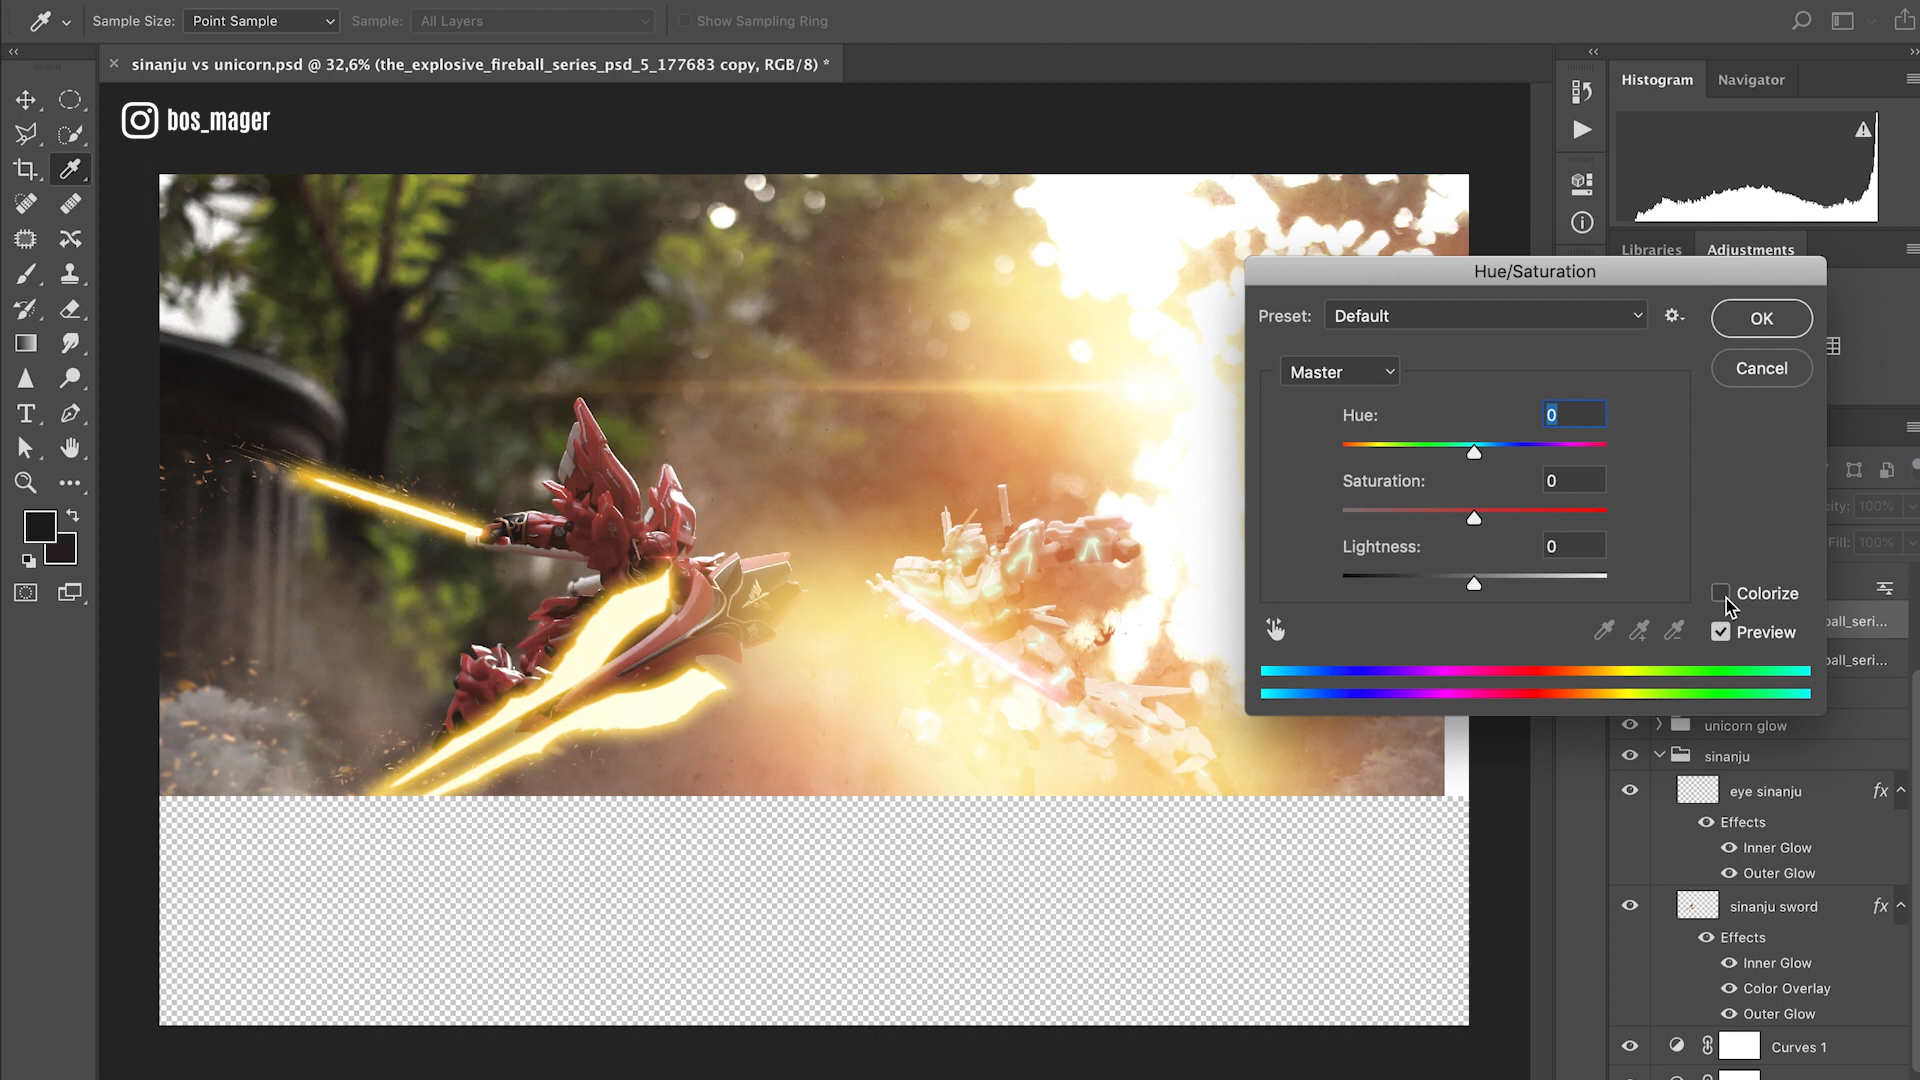 Sample Size: Point Sample Sample: All Layers Show Sampling Ring
sinanju vs unicorn.psd @ 32,6% (the_explosive_fireball_series_psd_5_177683 copy, RGB/8) *
bos_mager
Histogram Navigator
Libraries Adjustments
Hue/Saturation
Preset: Default
OK
Cancel
Master
Hue: 0
Saturation: 0
Lightness: 0
Colorize
Preview
100%
Fill: 100%
unicorn glow
sinanju
eye sinanju fx
Effects
Inner Glow
Outer Glow
sinanju sword fx
Effects
Inner Glow
Color Overlay
Outer Glow
Curves 1